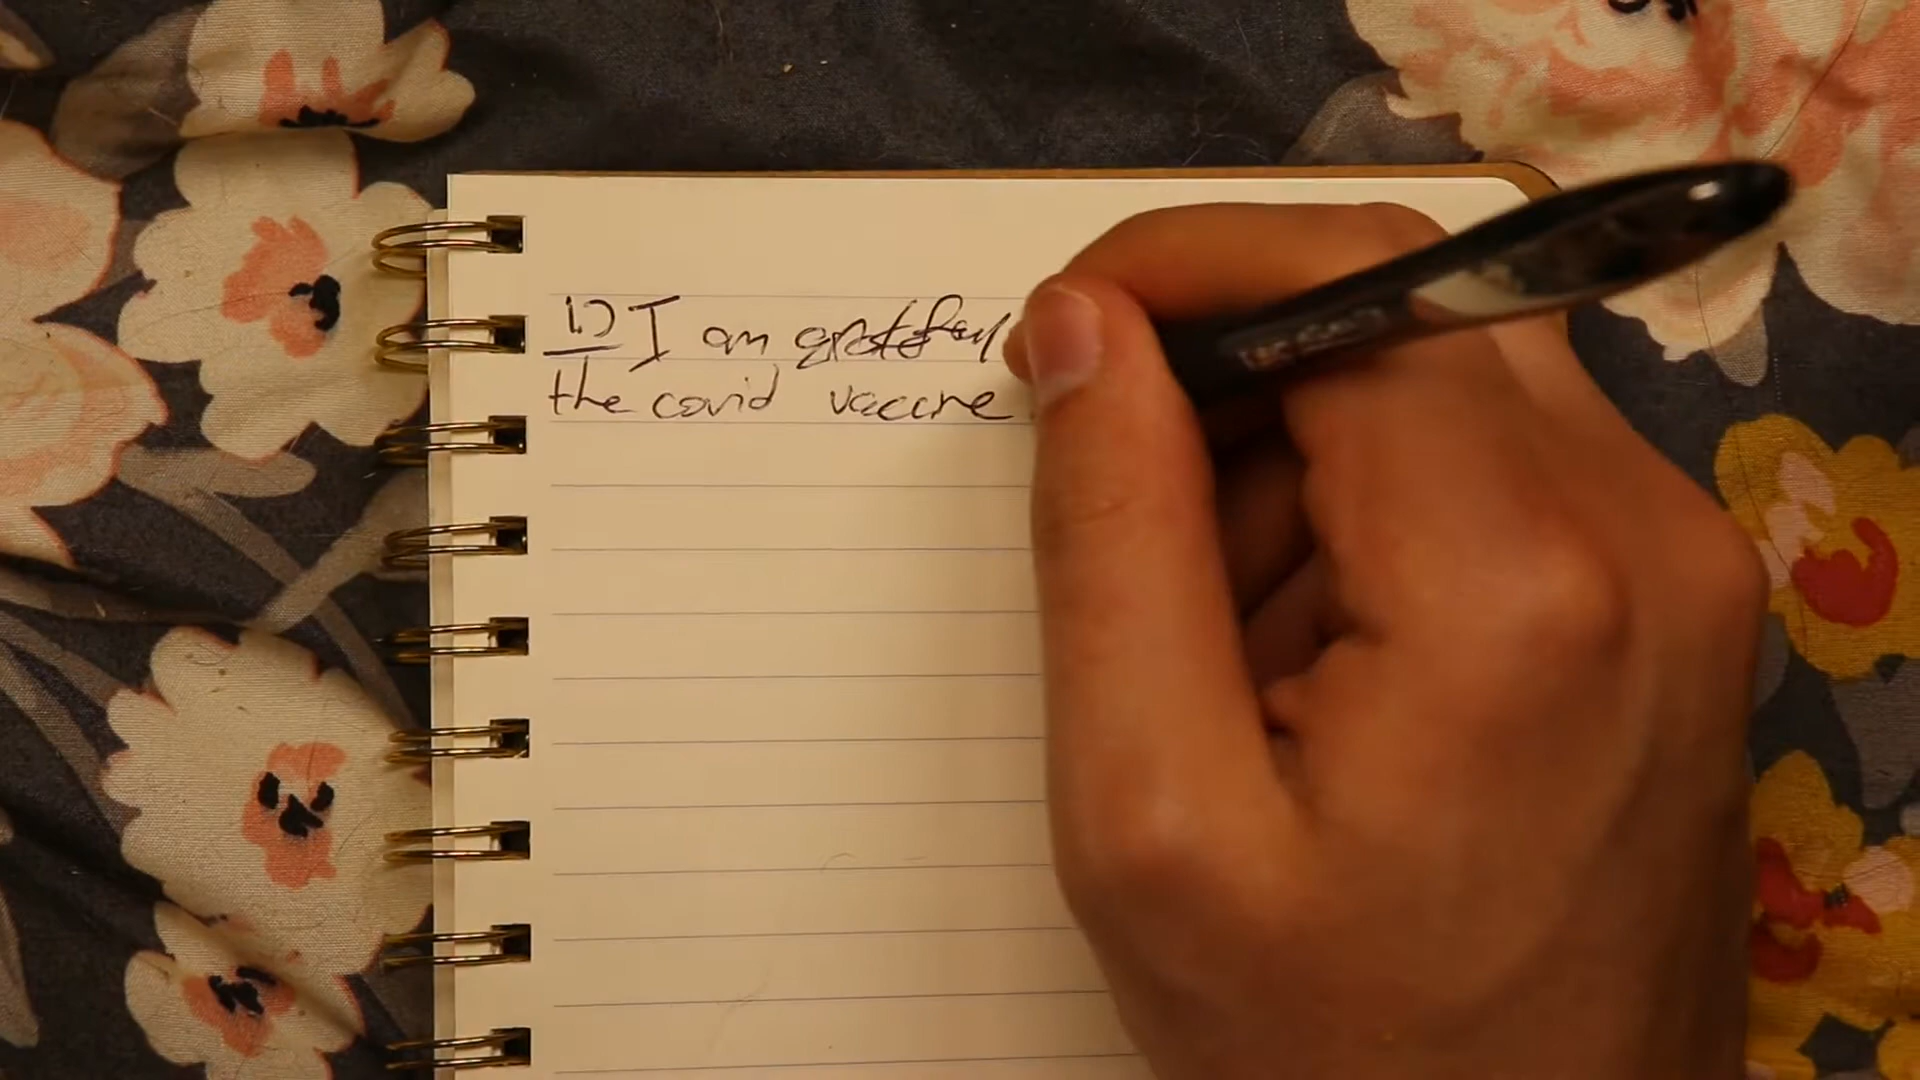 1.) I am grateful
the covid vaccine